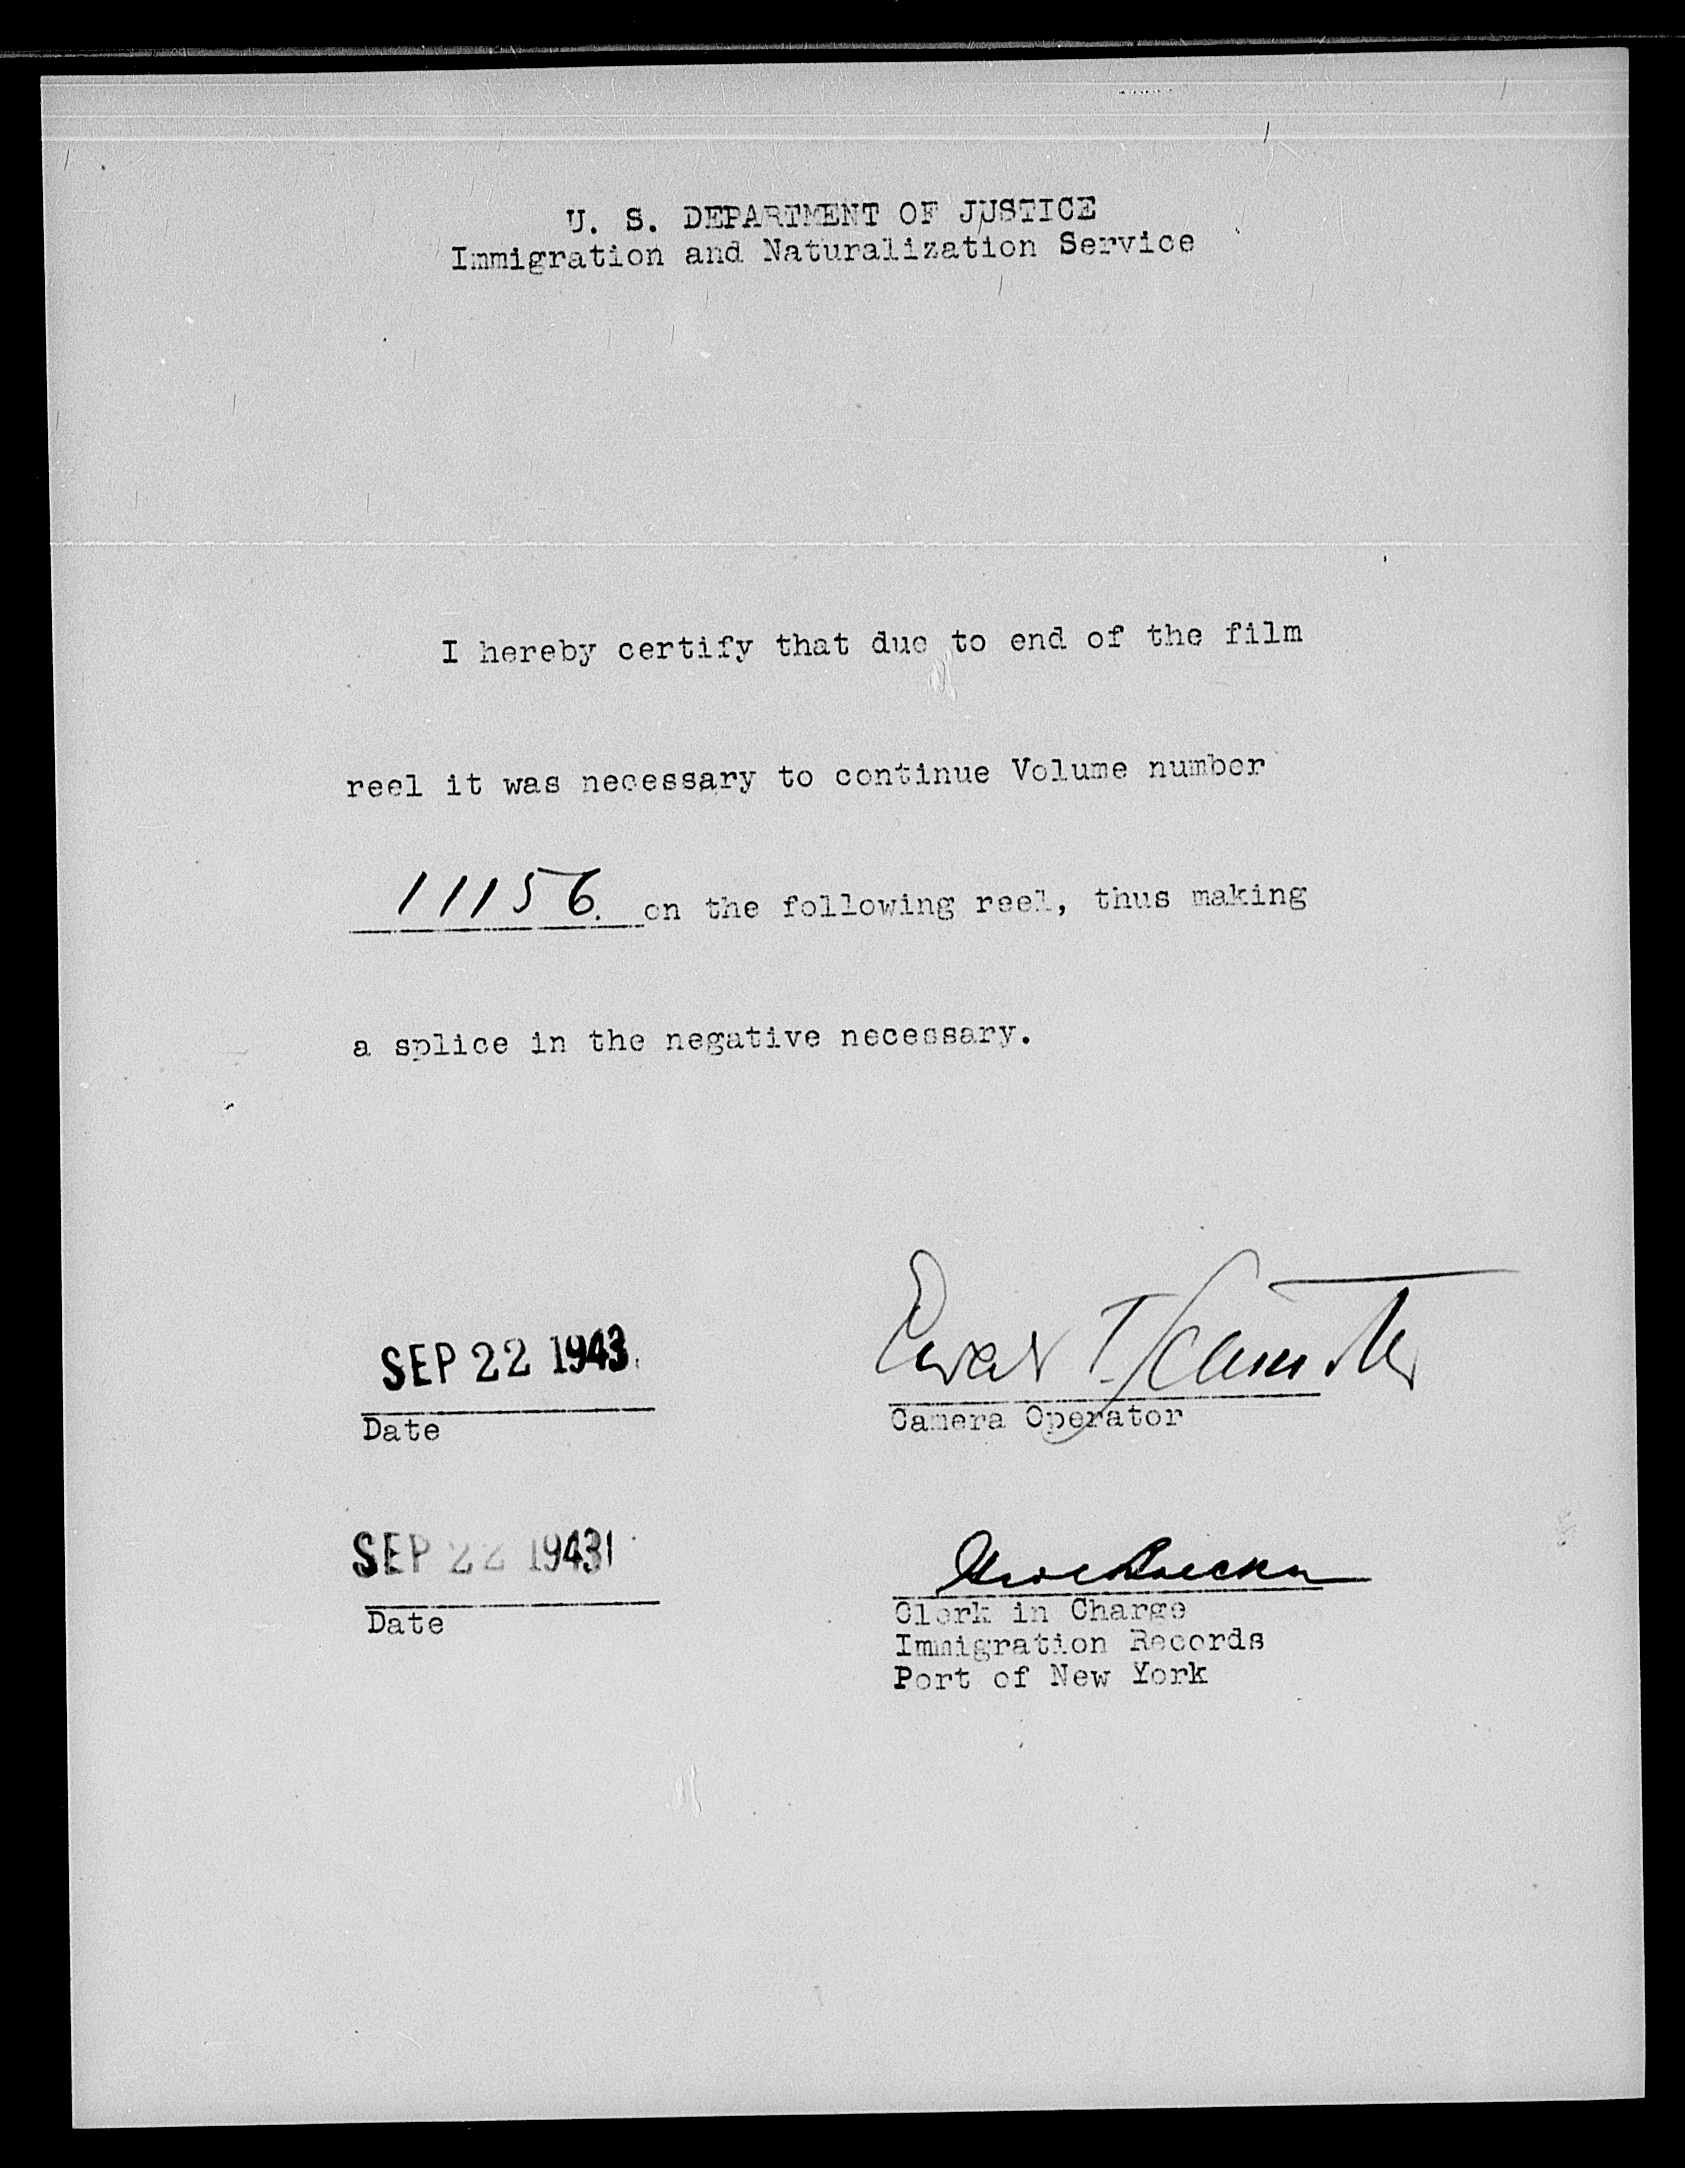 U. S. DEPARTMENT OF JUSTICE
Immigration and Naturalization Service
I hereby certify that due to end of the film
reel it was necessary to continue Volume number
11156. on the following reel, thus making
a splice in the negative necessary.
SEP 22 1943
Date
Camera Operator
SEP 22 1943
Date
Clerk in Charge
Immigration Records
Port of New York